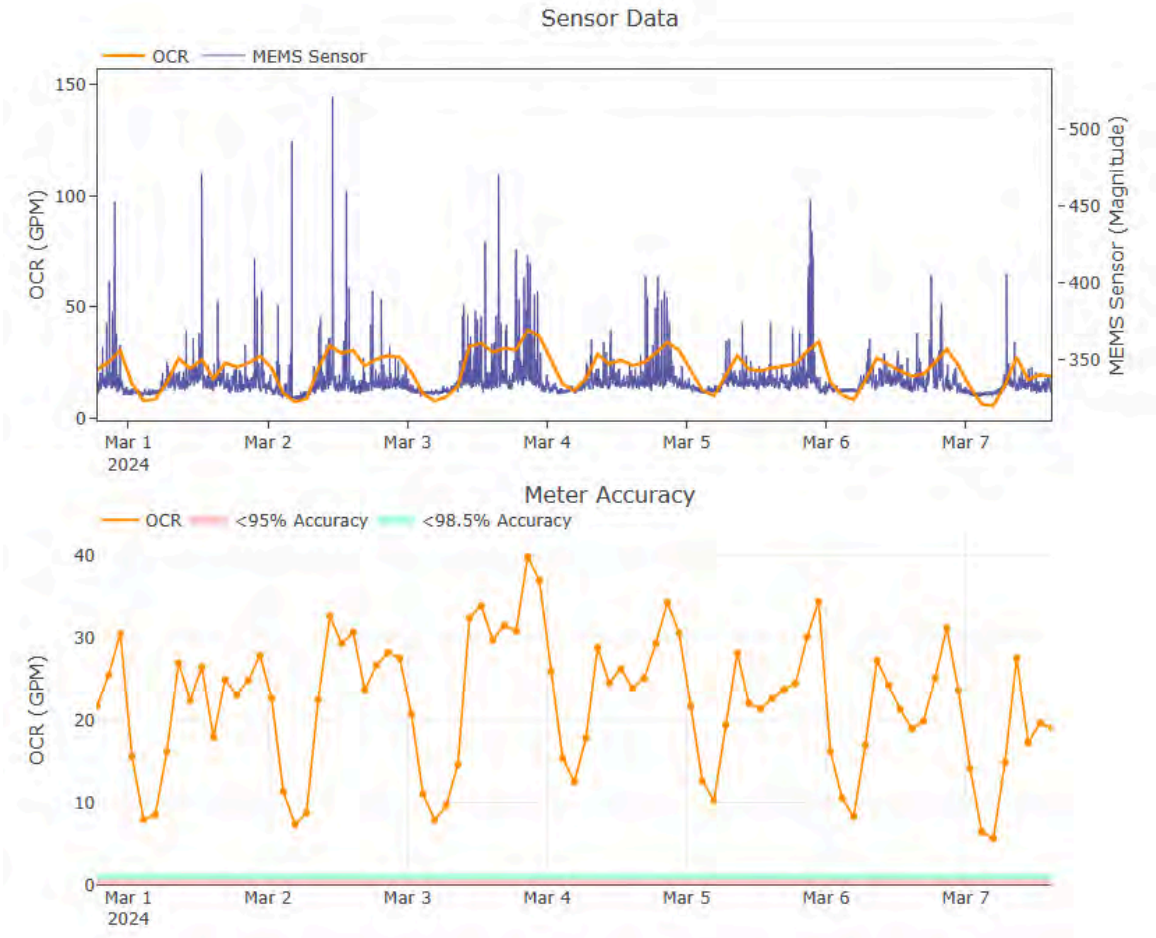 Sensor Data
OCR MEMS Sensor
150
100
50
0
OCR (GPM)
500
450
400
350
MEMS Sensor (Magnitude)
Mar 1 Mar 2 Mar 3 Mar 4 Mar 5 Mar 6 Mar 7
2024
Meter Accuracy
OCR <95% Accuracy <98.5% Accuracy
40
30
20
10
0
OCR (GPM)
Mar 1 Mar 2 Mar 3 Mar 4 Mar 5 Mar 6 Mar 7
2024